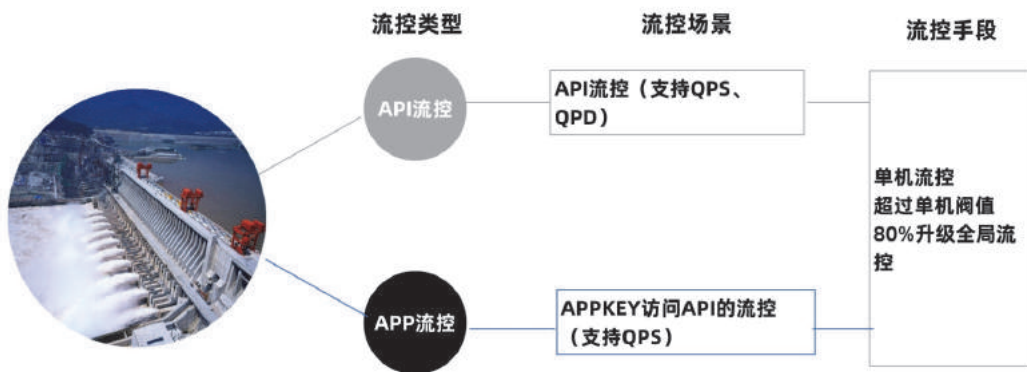 流控类型
流控场景
流控手段
API流控
API流控（支持QPS、
QPD）
单机流控
超过单机阀值
80%升级全局流
控
APP流控
APPKEY访问API的流控
（支持QPS）